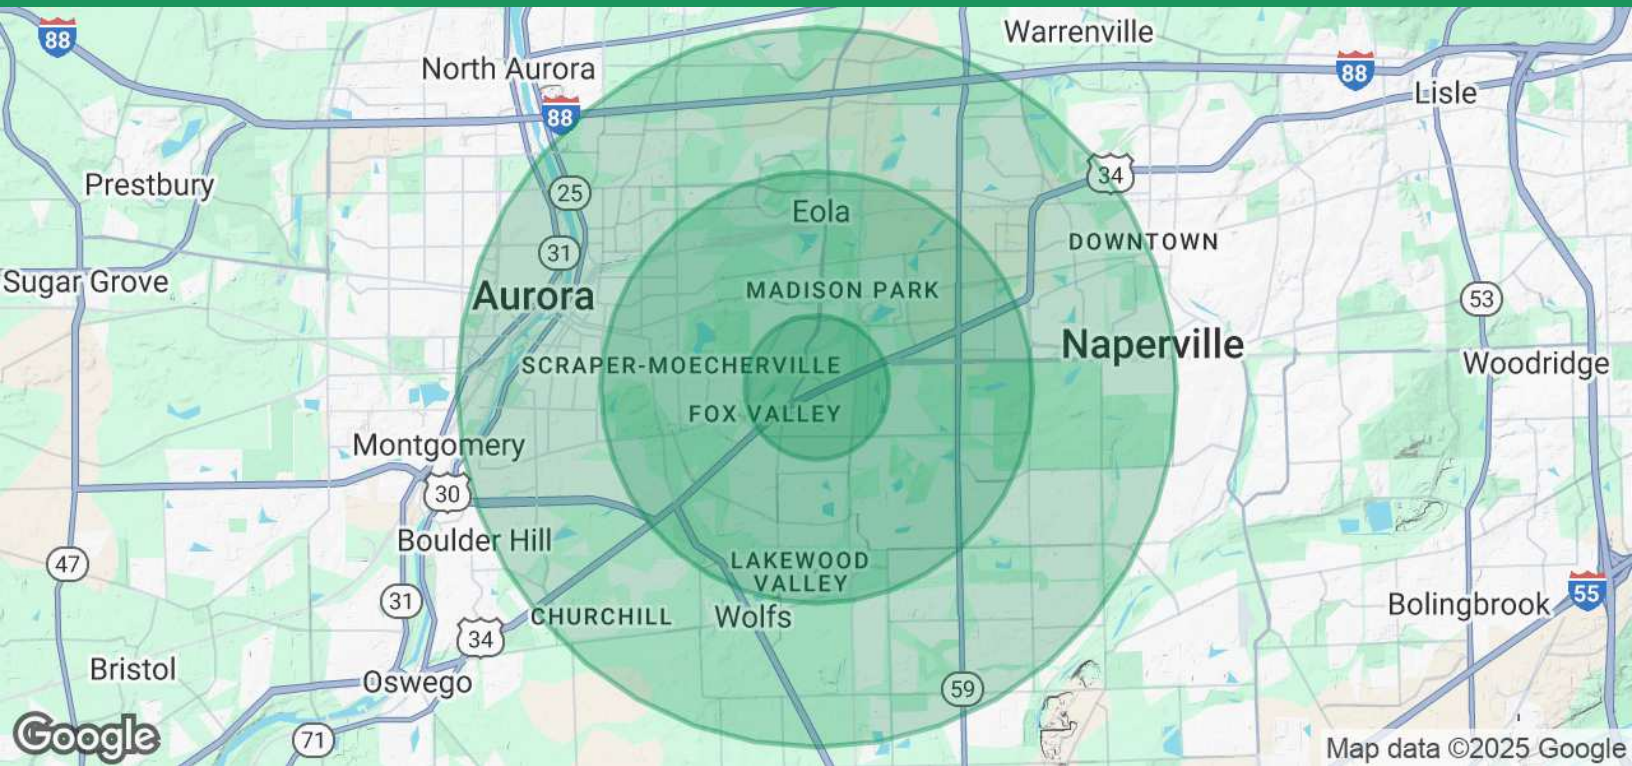 88
Warrenville
North Aurora
88
Lisle
88
34
Prestbury
25
Eola
31
DOWNTOWN
Sugar Grove
Aurora
MADISON PARK
53
Naperville
SCRAPER-MOECHERVILLE
Woodridge
FOX VALLEY
Montgomery
30
Boulder Hill
47
LAKEWOOD
VALLEY
31
CHURCHILL
Wolfs
Bolingbrook
55
34
Bristol
Oswego
59
Google
71
Map data ©2025 Google